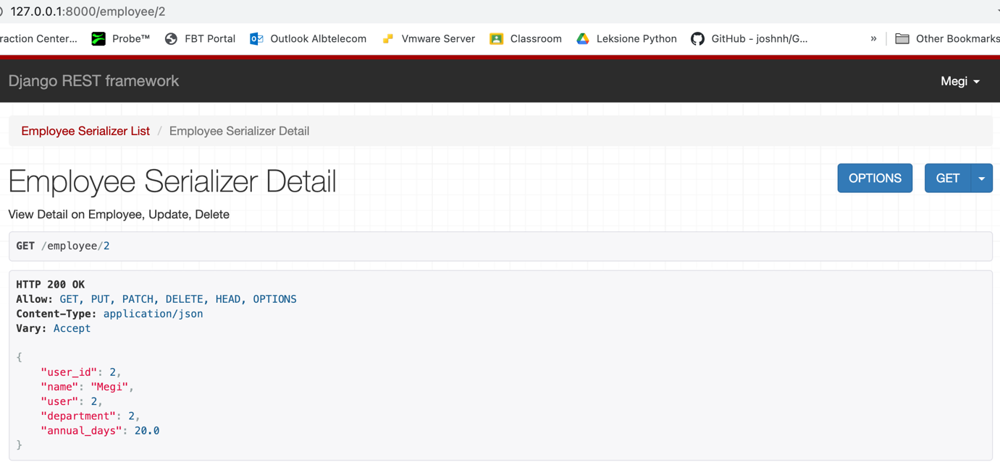 127.0.0.1:8000/employee/2
raction Center... Probe™ FBT Portal Outlook Albtelecom Vmware Server Classroom Leksione Python GitHub - joshnh/G... » Other Bookmarks
Django REST framework Megi
Employee Serializer List / Employee Serializer Detail
Employee Serializer Detail OPTIONS GET
View Detail on Employee, Update, Delete
GET /employee/2
HTTP 200 OK
Allow: GET, PUT, PATCH, DELETE, HEAD, OPTIONS
Content-Type: application/json
Vary: Accept
{
    "user_id": 2,
    "name": "Megi",
    "user": 2,
    "department": 2,
    "annual_days": 20.0
}